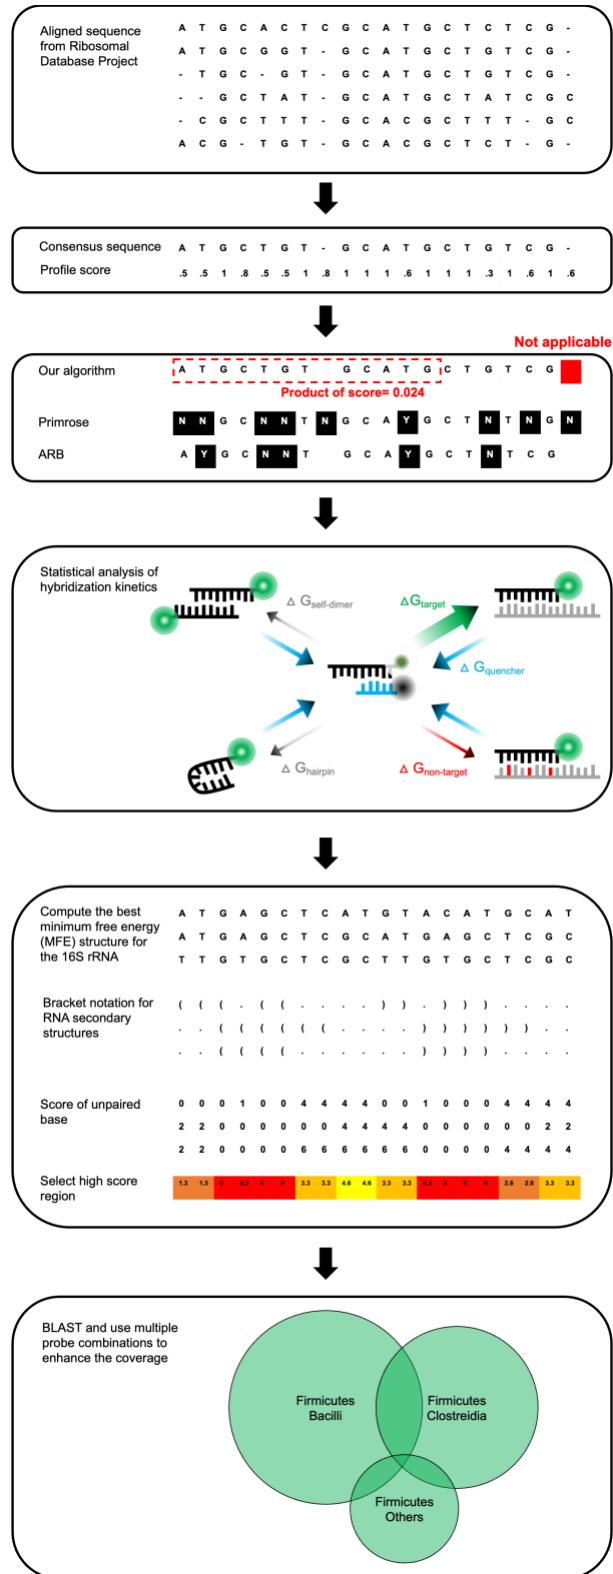 Aligned sequence
from Ribosomal
Database Project
A T G C A C T C G C A T G C T C T C G -
A T G C G G T - G C A T G C T G T C G -
- T G C - G T - G C A T G C T G T C G -
- - G C T A T - G C A T G C T A T C G C
- C G C T T T - G C A C G C T T T - G C
A C G - T G T - G C A C G C T C T - G -
Consensus sequence A T G C T G T - G C A T G C T G T C G -
Profile score .5 .5 1 .8 .5 .5 1 .8 1 1 1 .6 1 1 1 .3 1 .6 1 .6
Not applicable
Our algorithm A T G C T G T G C A T G C T G T C G
Product of score= 0.024
Primrose N N G C N N T N G C A Y G C T N T N G N
ARB A Y G C N N T G C A Y G C T N T C G
Statistical analysis of
hybridization kinetics
Δ Gself-dimer
ΔGtarget
Δ Gquencher
Δ Ghairpin
Δ Gnon-target
Compute the best
minimum free energy
(MFE) structure for
the 16S rRNA
A T G A G C T C A T G T A C A T G C A T
A T G A G C T C G C A T G A G C T C G C
T T G T G C T C G C T T G T G C T C G C
Bracket notation for
RNA secondary
structures
( ( ( . ( ( . . . . ) ) . ) ) ) . . . .
. . ( ( ( ( ( ( . . . . ) ) ) ) ) ) . .
. . ( ( ( ( . . . . . . ) ) ) ) . . . .
Score of unpaired
base
0 0 0 1 0 0 4 4 4 4 0 0 1 0 0 0 4 4 4 4
2 2 0 0 0 0 0 0 4 4 4 4 0 0 0 0 0 0 2 2
2 2 0 0 0 0 6 6 6 6 6 6 0 0 0 0 4 4 4 4
Select high score
region
1.3 1.3 0 0.3 0 0 3.3 3.3 4.6 4.6 3.3 3.3 0.3 0 0 0 2.6 2.6 3.3 3.3
BLAST and use multiple
probe combinations to
enhance the coverage
Firmicutes
Bacilli
Firmicutes
Clostreidia
Firmicutes
Others